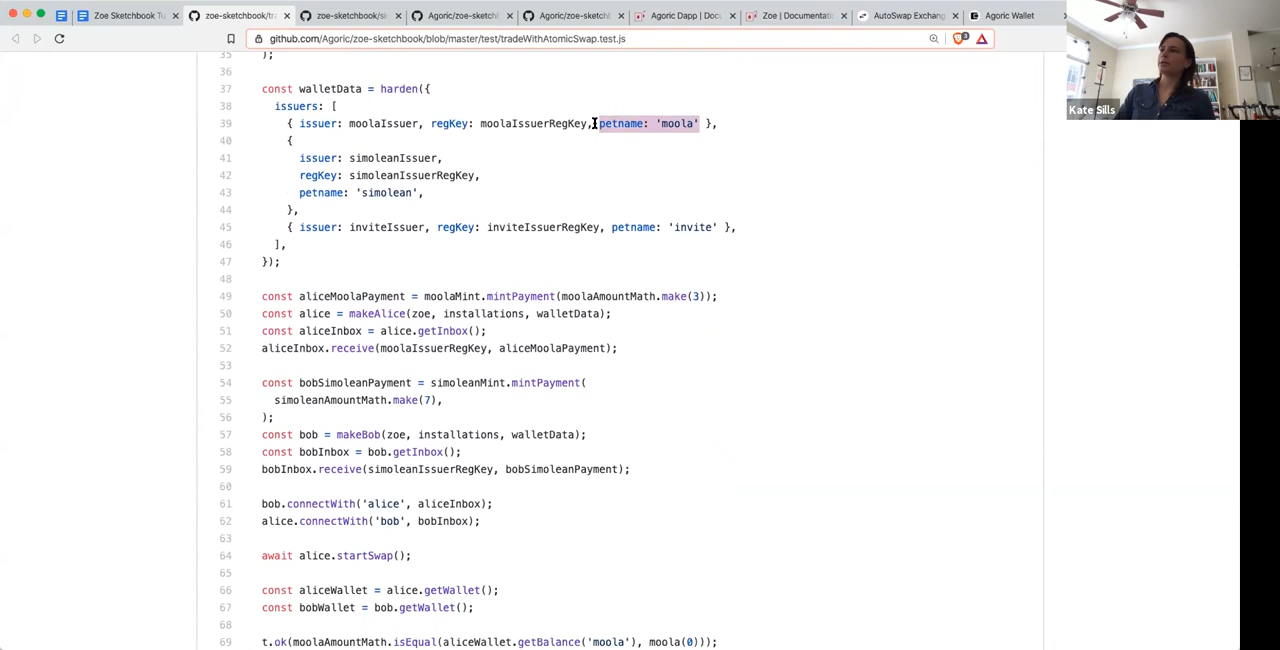 Zoe Sketchbook Tu
zoe-sketchbook/tra
zoe-sketchbook/si
Agoric/zoe-sketchb
Agoric/zoe-sketchb
Agoric Dapp | Doc
Zoe | Documentatio
AutoSwap Exchang
Agoric Wallet
github.com/Agoric/zoe-sketchbook/blob/master/test/tradeWithAtomicSwap.test.js
Kate Sills
35 );
36
37 const walletData = harden({
38 issuers: [
39 { issuer: moolaIssuer, regKey: moolaIssuerRegKey, petname: 'moola' },
40 {
41 issuer: simoleanIssuer,
42 regKey: simoleanIssuerRegKey,
43 petname: 'simolean',
44 },
45 { issuer: inviteIssuer, regKey: inviteIssuerRegKey, petname: 'invite' },
46 ],
47 });
48
49 const aliceMoolaPayment = moolaMint.mintPayment(moolaAmountMath.make(3));
50 const alice = makeAlice(zoe, installations, walletData);
51 const aliceInbox = alice.getInbox();
52 aliceInbox.receive(moolaIssuerRegKey, aliceMoolaPayment);
53
54 const bobSimoleanPayment = simoleanMint.mintPayment(
55 simoleanAmountMath.make(7),
56 );
57 const bob = makeBob(zoe, installations, walletData);
58 const bobInbox = bob.getInbox();
59 bobInbox.receive(simoleanIssuerRegKey, bobSimoleanPayment);
60
61 bob.connectWith('alice', aliceInbox);
62 alice.connectWith('bob', bobInbox);
63
64 await alice.startSwap();
65
66 const aliceWallet = alice.getWallet();
67 const bobWallet = bob.getWallet();
68
69 t.ok(moolaAmountMath.isEqual(aliceWallet.getBalance('moola'), moola(0)));